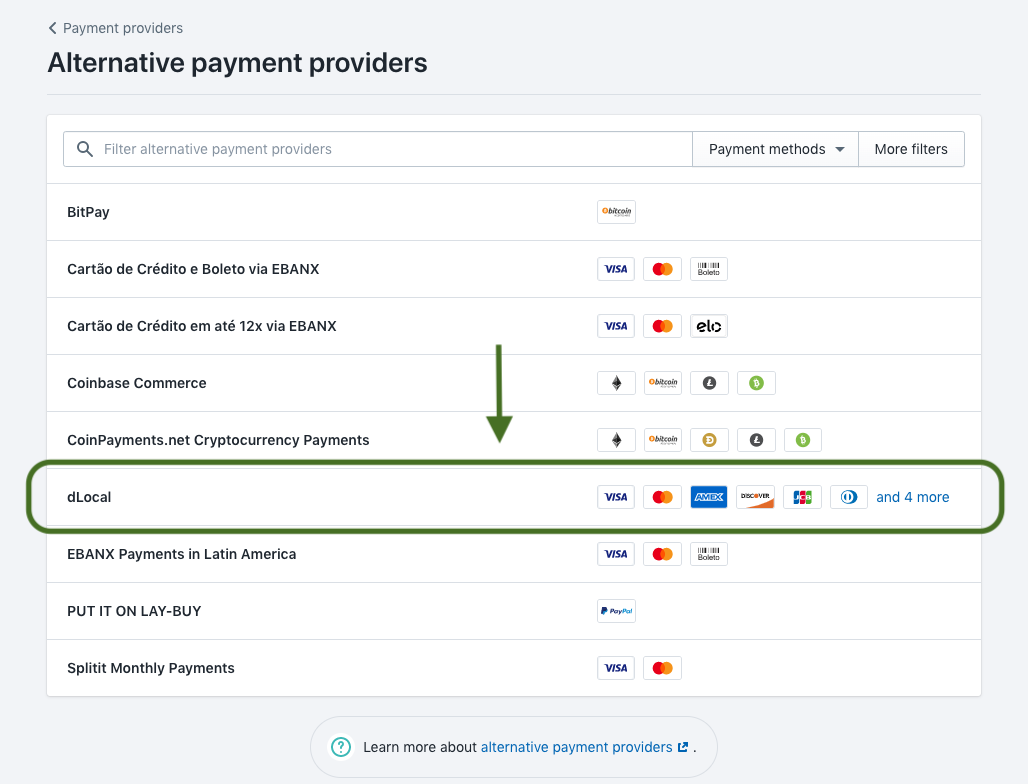 Payment providers
Alternative payment providers
Filter alternative payment providers Payment methods More filters
BitPay bitcoin
Cartão de Crédito e Boleto via EBANX VISA Boleto
Cartão de Crédito em até 12x via EBANX VISA elo
Coinbase Commerce bitcoin
CoinPayments.net Cryptocurrency Payments bitcoin
dLocal VISA AMEX DISCOVER JCB and 4 more
EBANX Payments in Latin America VISA Boleto
PUT IT ON LAY-BUY PayPal
Splitit Monthly Payments VISA
Learn more about alternative payment providers .